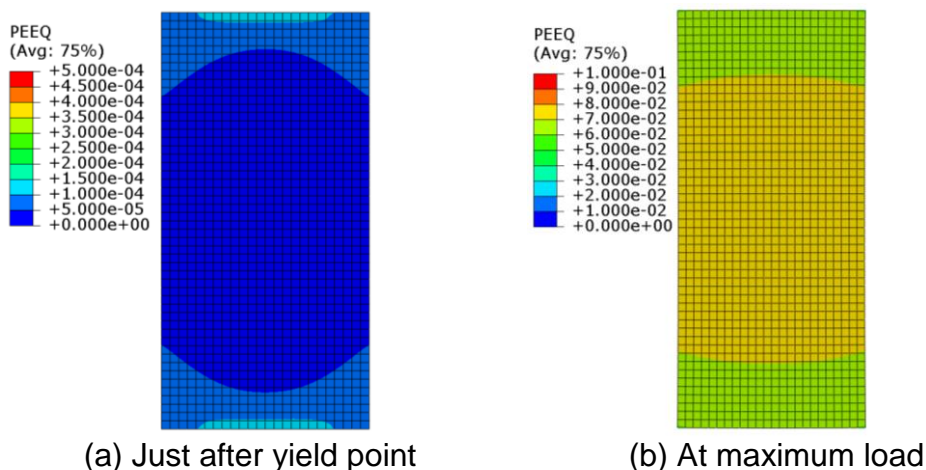 PEEQ
(Avg: 75%)
+5.000e-04
+4.500e-04
+4.000e-04
+3.500e-04
+3.000e-04
+2.500e-04
+2.000e-04
+1.500e-04
+1.000e-04
+5.000e-05
+0.000e+00
(a) Just after yield point
PEEQ
(Avg: 75%)
+1.000e-01
+9.000e-02
+8.000e-02
+7.000e-02
+6.000e-02
+5.000e-02
+4.000e-02
+3.000e-02
+2.000e-02
+1.000e-02
+0.000e+00
(b) At maximum load